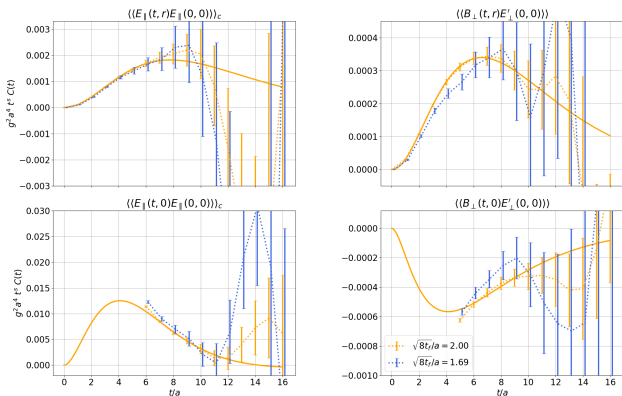 ⟨⟨E∥(t, r)E∥(0, 0)⟩⟩c
⟨⟨B⊥(t, r)E′⊥(0, 0)⟩⟩
g²a⁴ tˢ C(t)
0.003
0.002
0.001
0.000
−0.001
−0.002
−0.003
0.0004
0.0003
0.0002
0.0001
0.0000
⟨⟨E∥(t, 0)E∥(0, 0)⟩⟩c
⟨⟨B⊥(t, 0)E′⊥(0, 0)⟩⟩
g²a⁴ tˢ C(t)
0.030
0.025
0.020
0.015
0.010
0.005
0.000
0 2 4 6 8 10 12 14 16
t/a
0.0000
−0.0002
−0.0004
−0.0006
−0.0008
−0.0010
√8tf/a = 2.00
√8tf/a = 1.69
0 2 4 6 8 10 12 14 16
t/a